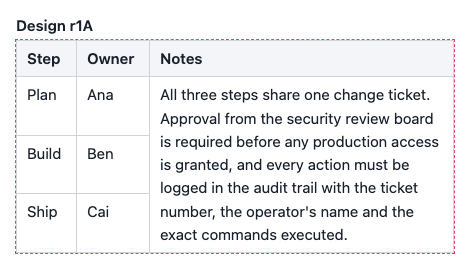 Design r1A
Step Owner Notes
Plan Ana All three steps share one change ticket.
Approval from the security review board
is required before any production access
Build Ben is granted, and every action must be
logged in the audit trail with the ticket
Ship Cai number, the operator's name and the
exact commands executed.